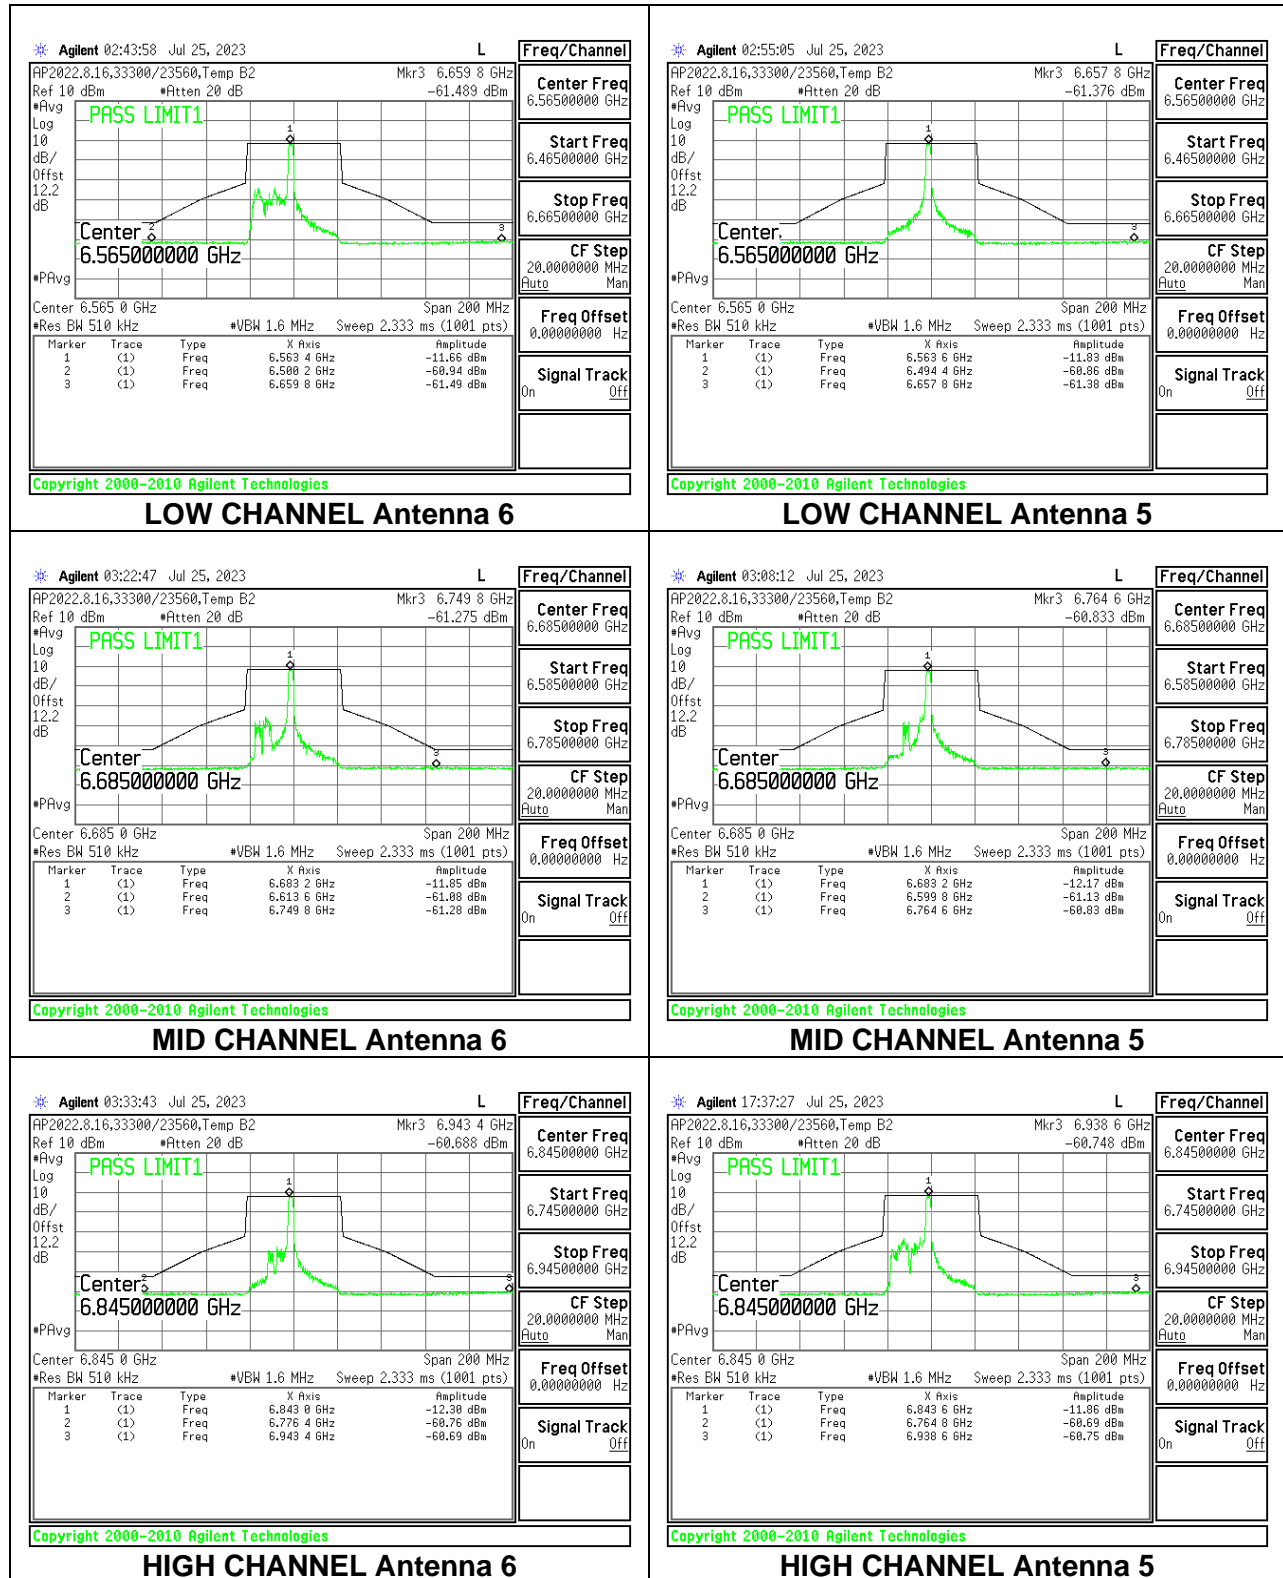 Agilent 02:43:58 Jul 25, 2023 L Freq/Channel
AP2022.8.16,33300/23560,Temp B2 Mkr3 6.659 8 GHz
Ref 10 dBm #Atten 20 dB -61.489 dBm
#Avg
Log
10
dB/
Offst
12.2
dB
#PAvg
PASS LIMIT1
1
2
3
Center
6.565000000 GHz
Center 6.565 0 GHz Span 200 MHz
#Res BW 510 kHz #VBW 1.6 MHz Sweep 2.333 ms (1001 pts)
Marker Trace Type X Axis Amplitude
1 (1) Freq 6.563 4 GHz -11.66 dBm
2 (1) Freq 6.500 2 GHz -60.94 dBm
3 (1) Freq 6.659 8 GHz -61.49 dBm
Center Freq
6.56500000 GHz
Start Freq
6.46500000 GHz
Stop Freq
6.66500000 GHz
CF Step
20.0000000 MHz
Auto Man
Freq Offset
0.00000000 Hz
Signal Track
On Off
Copyright 2000-2010 Agilent Technologies
LOW CHANNEL Antenna 6
Agilent 02:55:05 Jul 25, 2023 L Freq/Channel
AP2022.8.16,33300/23560,Temp B2 Mkr3 6.657 8 GHz
Ref 10 dBm #Atten 20 dB -61.376 dBm
#Avg
Log
10
dB/
Offst
12.2
dB
#PAvg
PASS LIMIT1
1
3
Center
6.565000000 GHz
Center 6.565 0 GHz Span 200 MHz
#Res BW 510 kHz #VBW 1.6 MHz Sweep 2.333 ms (1001 pts)
Marker Trace Type X Axis Amplitude
1 (1) Freq 6.563 6 GHz -11.83 dBm
2 (1) Freq 6.494 4 GHz -60.86 dBm
3 (1) Freq 6.657 8 GHz -61.38 dBm
Center Freq
6.56500000 GHz
Start Freq
6.46500000 GHz
Stop Freq
6.66500000 GHz
CF Step
20.0000000 MHz
Auto Man
Freq Offset
0.00000000 Hz
Signal Track
On Off
Copyright 2000-2010 Agilent Technologies
LOW CHANNEL Antenna 5
Agilent 03:22:47 Jul 25, 2023 L Freq/Channel
AP2022.8.16,33300/23560,Temp B2 Mkr3 6.749 8 GHz
Ref 10 dBm #Atten 20 dB -61.275 dBm
#Avg
Log
10
dB/
Offst
12.2
dB
#PAvg
PASS LIMIT1
1
3
Center
6.685000000 GHz
Center 6.685 0 GHz Span 200 MHz
#Res BW 510 kHz #VBW 1.6 MHz Sweep 2.333 ms (1001 pts)
Marker Trace Type X Axis Amplitude
1 (1) Freq 6.683 2 GHz -11.85 dBm
2 (1) Freq 6.613 6 GHz -61.08 dBm
3 (1) Freq 6.749 8 GHz -61.28 dBm
Center Freq
6.68500000 GHz
Start Freq
6.58500000 GHz
Stop Freq
6.78500000 GHz
CF Step
20.0000000 MHz
Auto Man
Freq Offset
0.00000000 Hz
Signal Track
On Off
Copyright 2000-2010 Agilent Technologies
MID CHANNEL Antenna 6
Agilent 03:08:12 Jul 25, 2023 L Freq/Channel
AP2022.8.16,33300/23560,Temp B2 Mkr3 6.764 6 GHz
Ref 10 dBm #Atten 20 dB -60.833 dBm
#Avg
Log
10
dB/
Offst
12.2
dB
#PAvg
PASS LIMIT1
1
3
Center
6.685000000 GHz
Center 6.685 0 GHz Span 200 MHz
#Res BW 510 kHz #VBW 1.6 MHz Sweep 2.333 ms (1001 pts)
Marker Trace Type X Axis Amplitude
1 (1) Freq 6.683 2 GHz -12.17 dBm
2 (1) Freq 6.599 8 GHz -61.13 dBm
3 (1) Freq 6.764 6 GHz -60.83 dBm
Center Freq
6.68500000 GHz
Start Freq
6.58500000 GHz
Stop Freq
6.78500000 GHz
CF Step
20.0000000 MHz
Auto Man
Freq Offset
0.00000000 Hz
Signal Track
On Off
Copyright 2000-2010 Agilent Technologies
MID CHANNEL Antenna 5
Agilent 03:33:43 Jul 25, 2023 L Freq/Channel
AP2022.8.16,33300/23560,Temp B2 Mkr3 6.943 4 GHz
Ref 10 dBm #Atten 20 dB -60.688 dBm
#Avg
Log
10
dB/
Offst
12.2
dB
#PAvg
PASS LIMIT1
1
2
3
Center
6.845000000 GHz
Center 6.845 0 GHz Span 200 MHz
#Res BW 510 kHz #VBW 1.6 MHz Sweep 2.333 ms (1001 pts)
Marker Trace Type X Axis Amplitude
1 (1) Freq 6.843 0 GHz -12.30 dBm
2 (1) Freq 6.776 4 GHz -60.76 dBm
3 (1) Freq 6.943 4 GHz -60.69 dBm
Center Freq
6.84500000 GHz
Start Freq
6.74500000 GHz
Stop Freq
6.94500000 GHz
CF Step
20.0000000 MHz
Auto Man
Freq Offset
0.00000000 Hz
Signal Track
On Off
Copyright 2000-2010 Agilent Technologies
HIGH CHANNEL Antenna 6
Agilent 17:37:27 Jul 25, 2023 L Freq/Channel
AP2022.8.16,33300/23560,Temp B2 Mkr3 6.938 6 GHz
Ref 10 dBm #Atten 20 dB -60.748 dBm
#Avg
Log
10
dB/
Offst
12.2
dB
#PAvg
PASS LIMIT1
1
3
Center
6.845000000 GHz
Center 6.845 0 GHz Span 200 MHz
#Res BW 510 kHz #VBW 1.6 MHz Sweep 2.333 ms (1001 pts)
Marker Trace Type X Axis Amplitude
1 (1) Freq 6.843 6 GHz -11.86 dBm
2 (1) Freq 6.764 8 GHz -60.69 dBm
3 (1) Freq 6.938 6 GHz -60.75 dBm
Center Freq
6.84500000 GHz
Start Freq
6.74500000 GHz
Stop Freq
6.94500000 GHz
CF Step
20.0000000 MHz
Auto Man
Freq Offset
0.00000000 Hz
Signal Track
On Off
Copyright 2000-2010 Agilent Technologies
HIGH CHANNEL Antenna 5